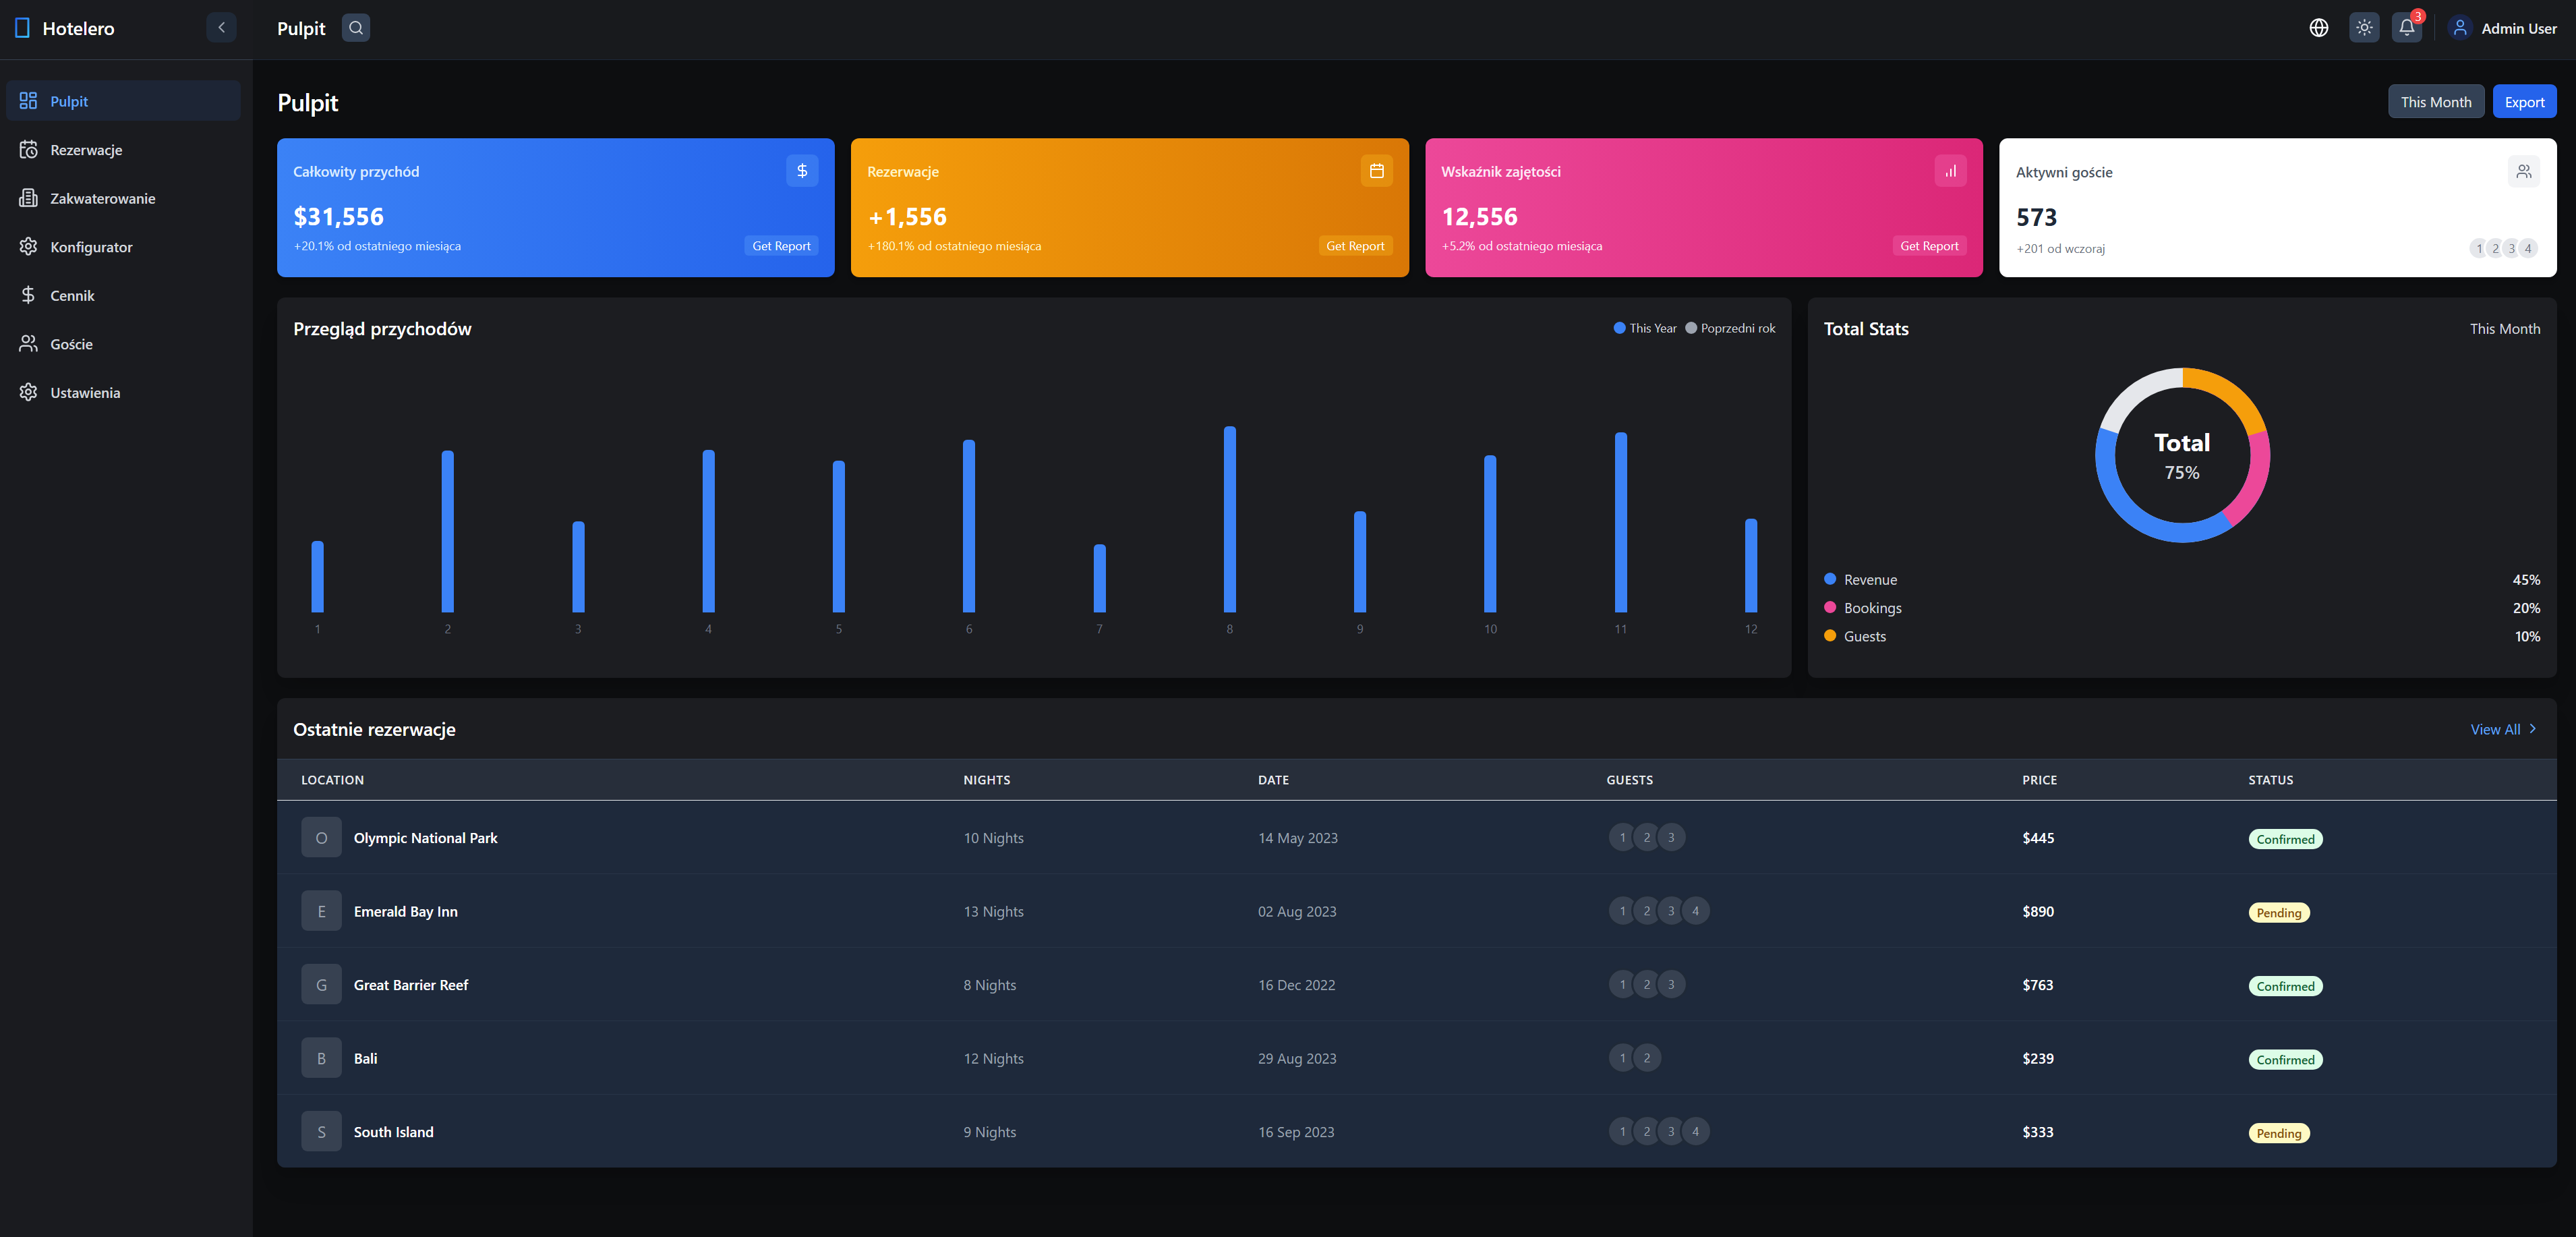 Hotelero
Pulpit
3
Admin User
Pulpit
Rezerwacje
Zakwaterowanie
Konfigurator
Cennik
Goście
Ustawienia
Pulpit
This Month
Export
Całkowity przychód
$31,556
+20.1% od ostatniego miesiąca
Get Report
Rezerwacje
+1,556
+180.1% od ostatniego miesiąca
Get Report
Wskaźnik zajętości
12,556
+5.2% od ostatniego miesiąca
Get Report
Aktywni goście
573
+201 od wczoraj
1 2 3 4
Przegląd przychodów
This Year Poprzedni rok
1 2 3 4 5 6 7 8 9 10 11 12
Total Stats
This Month
Total
75%
Revenue 45%
Bookings 20%
Guests 10%
Ostatnie rezerwacje
View All
LOCATION NIGHTS DATE GUESTS PRICE STATUS
O Olympic National Park 10 Nights 14 May 2023 1 2 3 $445 Confirmed
E Emerald Bay Inn 13 Nights 02 Aug 2023 1 2 3 4 $890 Pending
G Great Barrier Reef 8 Nights 16 Dec 2022 1 2 3 $763 Confirmed
B Bali 12 Nights 29 Aug 2023 1 2 $239 Confirmed
S South Island 9 Nights 16 Sep 2023 1 2 3 4 $333 Pending